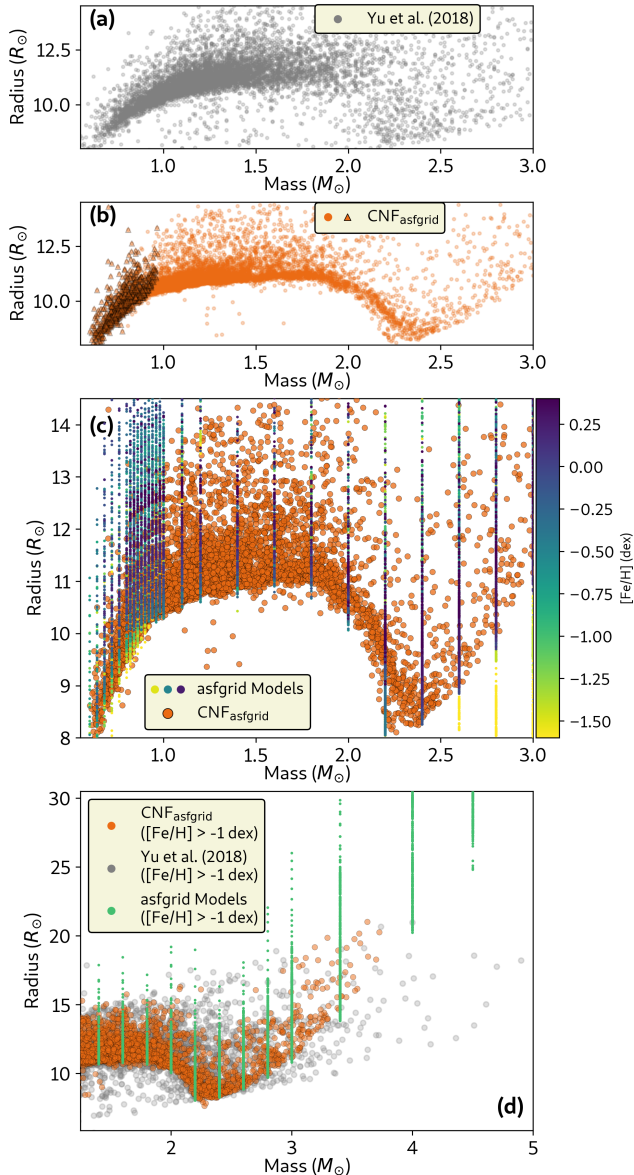 (a)
Yu et al. (2018)
12.5
10.0
Radius (R☉)
1.0 1.5 2.0 2.5 3.0
Mass (M☉)
(b)
CNFasfgrid
12.5
10.0
Radius (R☉)
1.0 1.5 2.0 2.5 3.0
Mass (M☉)
(c)
14
13
12
11
10
9
8
Radius (R☉)
asfgrid Models
CNFasfgrid
1.0 1.5 2.0 2.5 3.0
Mass (M☉)
0.25
0.00
−0.25
−0.50
−0.75
−1.00
−1.25
−1.50
[Fe/H] (dex)
30
25
20
15
10
Radius (R☉)
CNFasfgrid
([Fe/H] > -1 dex)
Yu et al. (2018)
([Fe/H] > -1 dex)
asfgrid Models
([Fe/H] > -1 dex)
(d)
2 3 4 5
Mass (M☉)